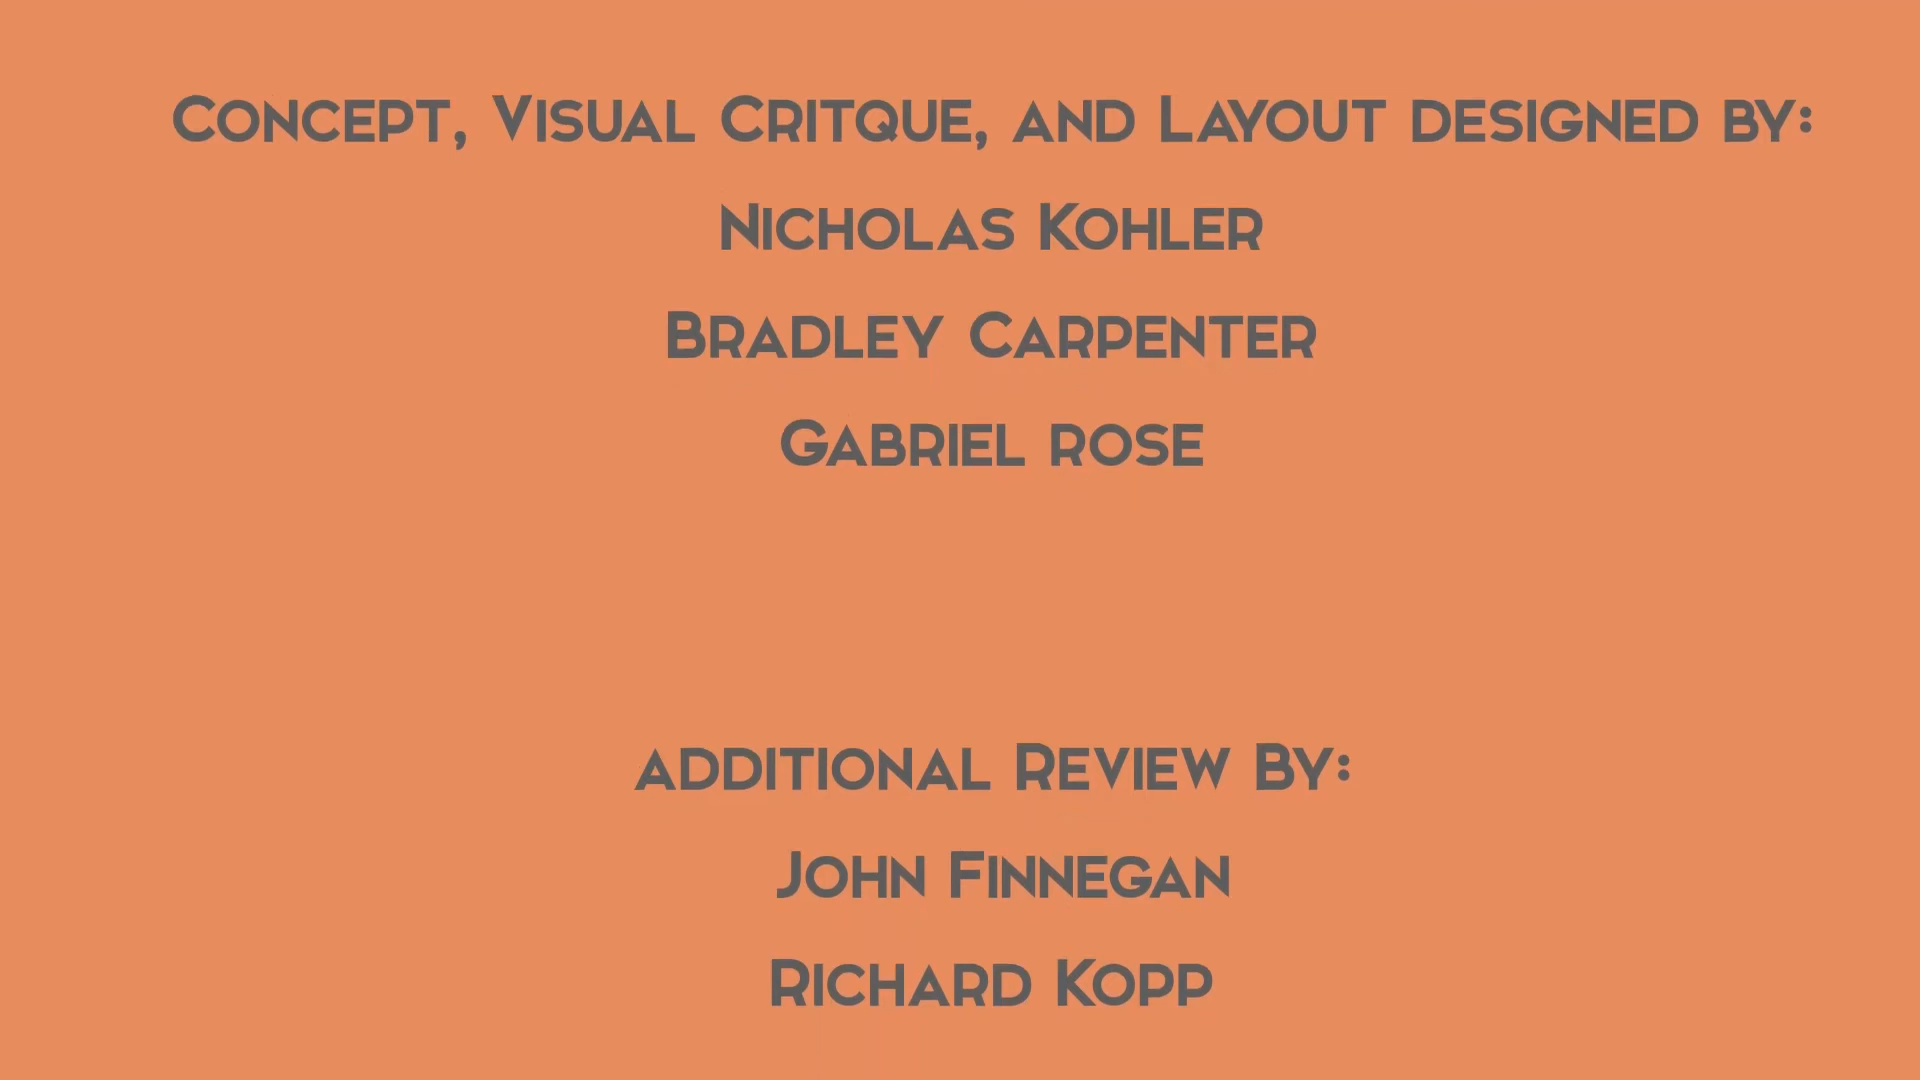 Concept, Visual Critque, and Layout designed by:
Nicholas Kohler
Bradley Carpenter
Gabriel rose
additional Review By:
John Finnegan
Richard Kopp